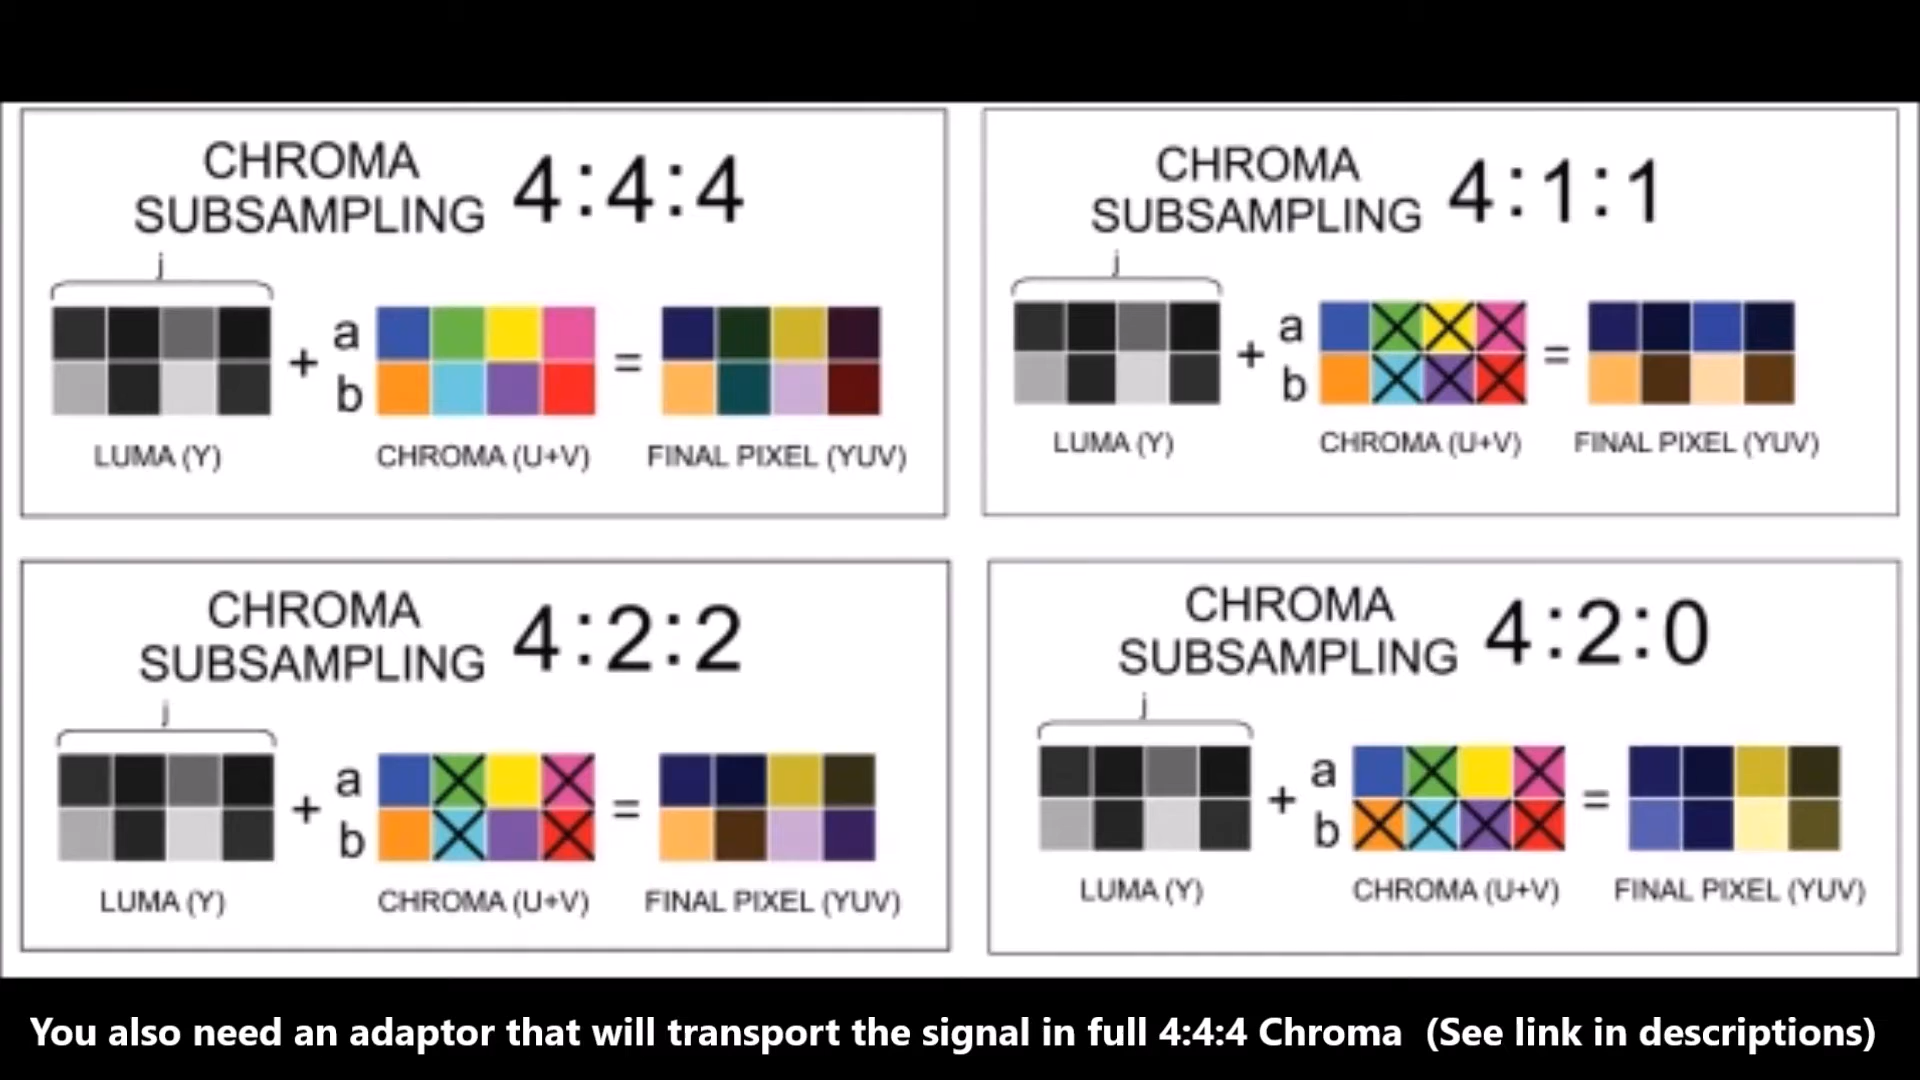 CHROMA
SUBSAMPLING 4:4:4
j
+ a
b =
LUMA (Y) CHROMA (U+V) FINAL PIXEL (YUV)
CHROMA
SUBSAMPLING 4:1:1
j
+ a
b =
LUMA (Y) CHROMA (U+V) FINAL PIXEL (YUV)
CHROMA
SUBSAMPLING 4:2:2
j
+ a
b =
LUMA (Y) CHROMA (U+V) FINAL PIXEL (YUV)
CHROMA
SUBSAMPLING 4:2:0
j
+ a
b =
LUMA (Y) CHROMA (U+V) FINAL PIXEL (YUV)
You also need an adaptor that will transport the signal in full 4:4:4 Chroma (See link in descriptions)